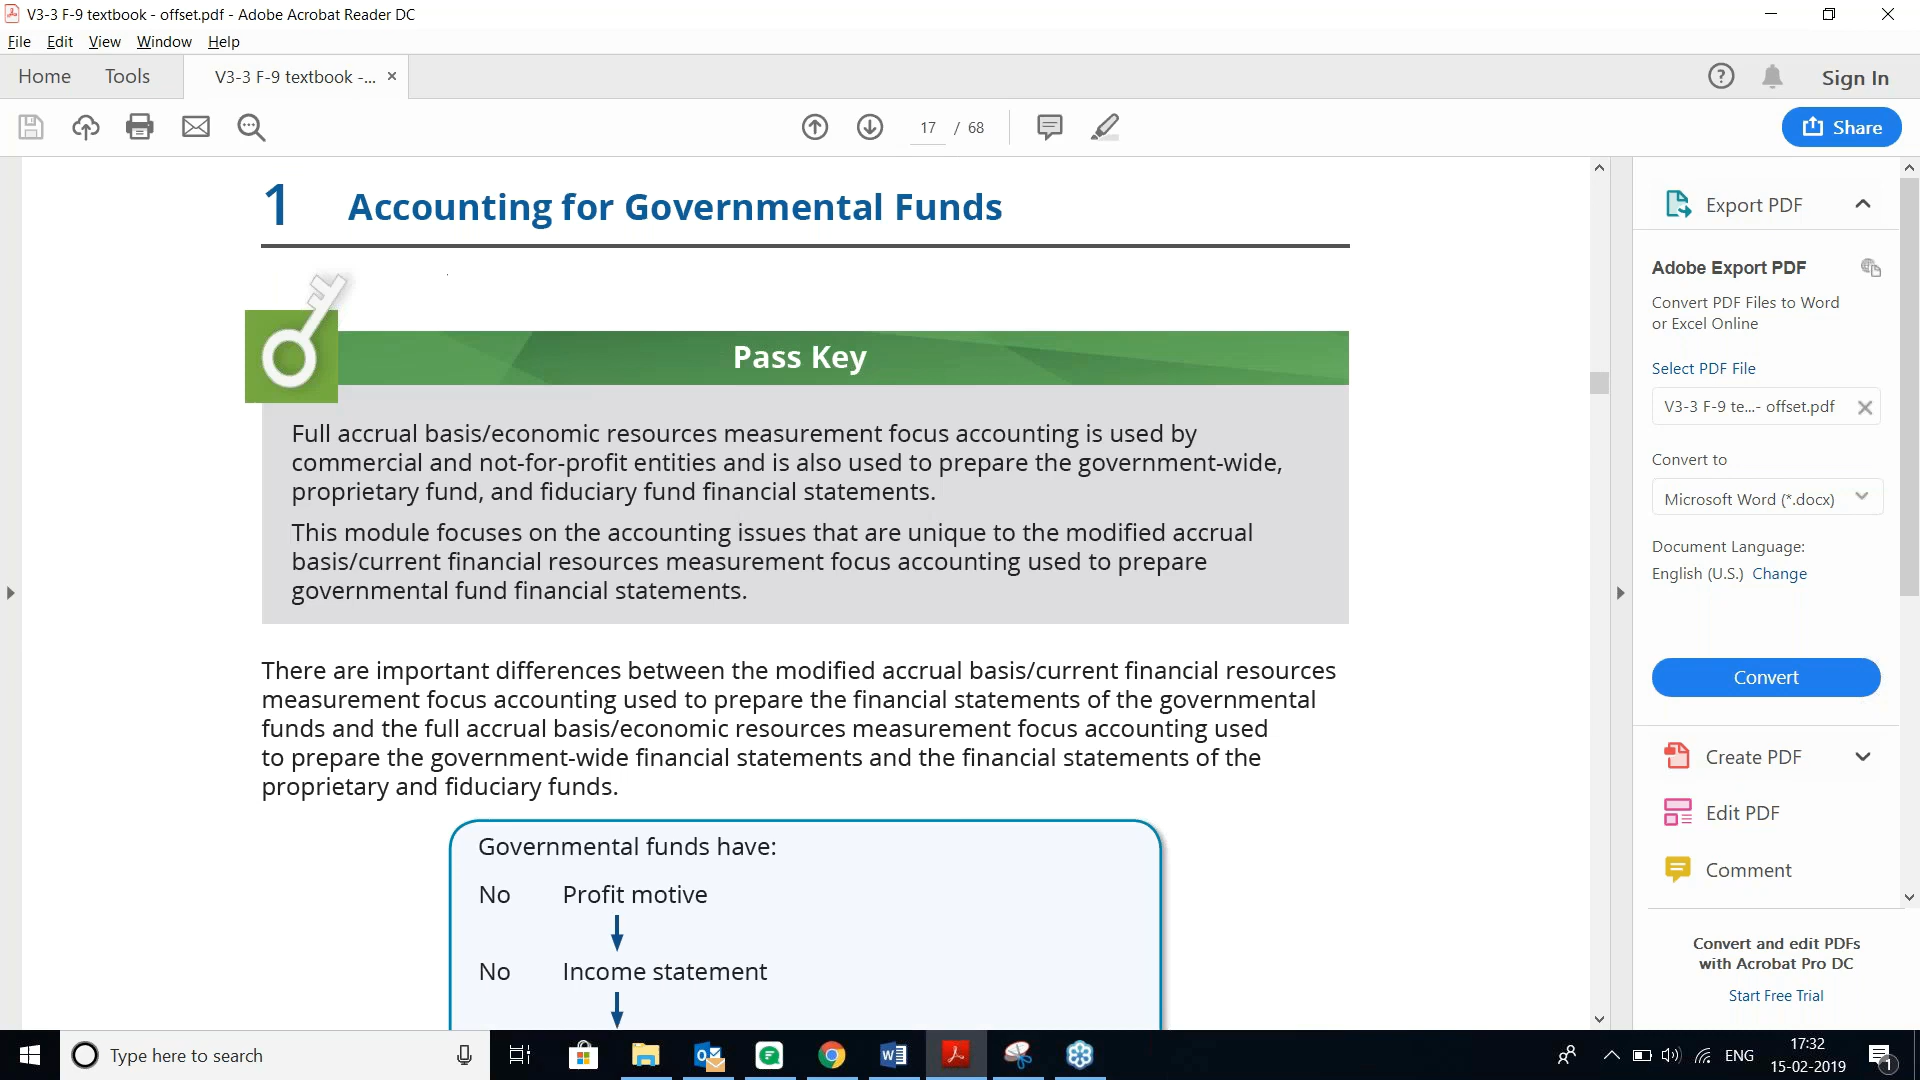 V3-3 F-9 textbook - offset.pdf - Adobe Acrobat Reader DC
File Edit View Window Help
Home Tools V3-3 F-9 textbook -... × Sign In
17 / 68 Share
1 Accounting for Governmental Funds
Pass Key
Full accrual basis/economic resources measurement focus accounting is used by
commercial and not-for-profit entities and is also used to prepare the government-wide,
proprietary fund, and fiduciary fund financial statements.
This module focuses on the accounting issues that are unique to the modified accrual
basis/current financial resources measurement focus accounting used to prepare
governmental fund financial statements.
There are important differences between the modified accrual basis/current financial resources
measurement focus accounting used to prepare the financial statements of the governmental
funds and the full accrual basis/economic resources measurement focus accounting used
to prepare the government-wide financial statements and the financial statements of the
proprietary and fiduciary funds.
Governmental funds have:
No Profit motive
No Income statement
Export PDF
Adobe Export PDF
Convert PDF Files to Word
or Excel Online
Select PDF File
V3-3 F-9 te...- offset.pdf
Convert to
Microsoft Word (*.docx)
Document Language:
English (U.S.) Change
Convert
Create PDF
Edit PDF
Comment
Convert and edit PDFs
with Acrobat Pro DC
Start Free Trial
Type here to search
ENG
17:32
15-02-2019
1